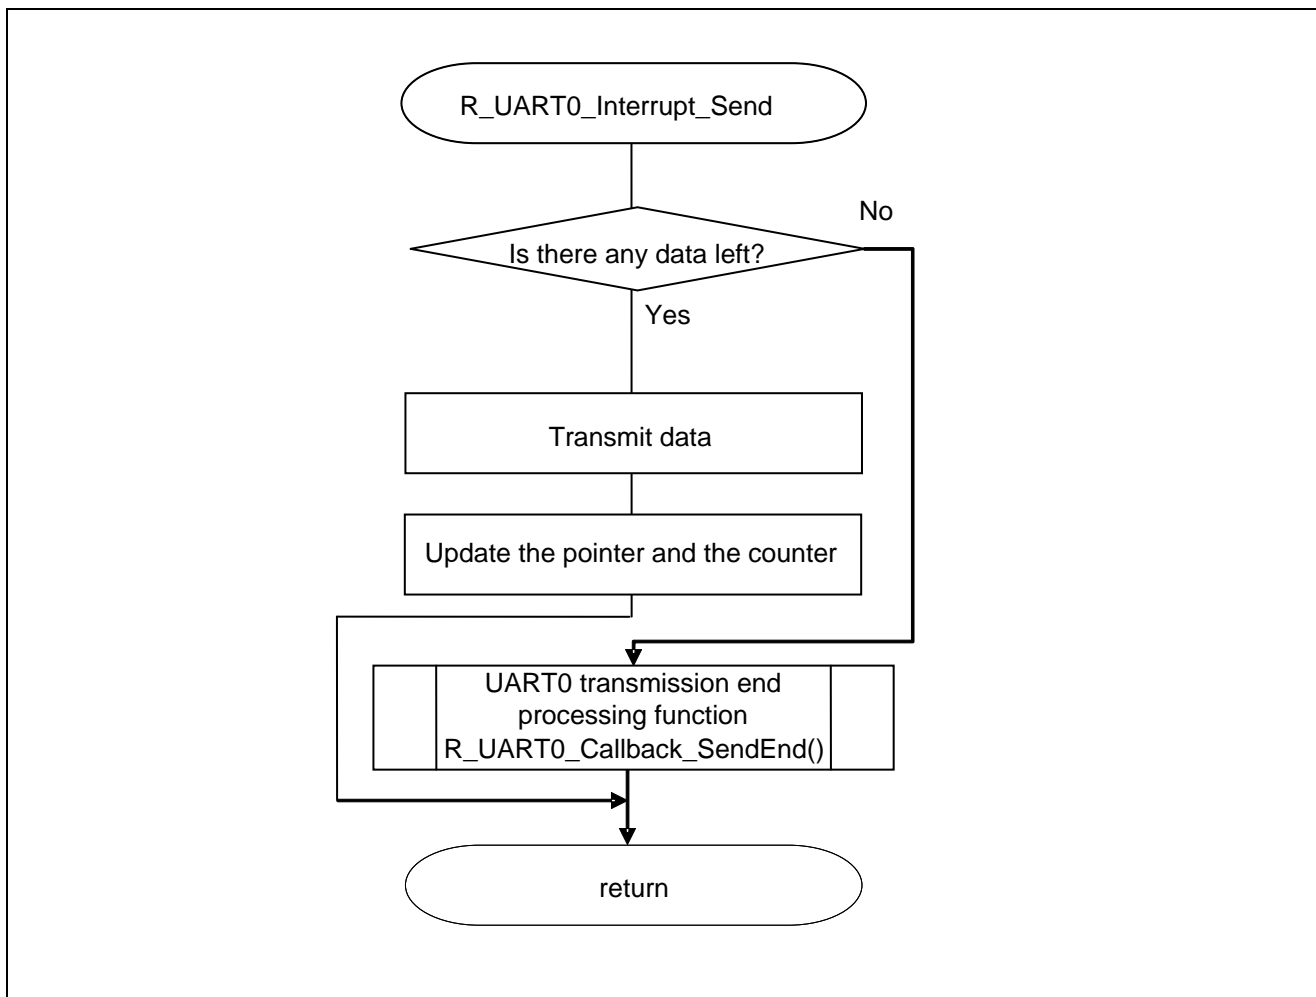 R_UART0_Interrupt_Send
No
Is there any data left?
Yes
Transmit data
Update the pointer and the counter
UART0 transmission end
processing function
R_UART0_Callback_SendEnd()
return